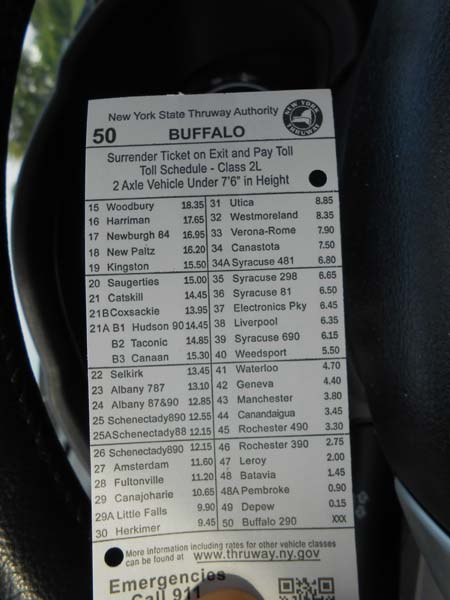 New York State Thruway Authority
NEW YORK THRUWAY
50 BUFFALO
Surrender Ticket on Exit and Pay Toll
Toll Schedule - Class 2L
2 Axle Vehicle Under 7'6" in Height
15 Woodbury 18.35
16 Harriman 17.65
17 Newburgh 84 16.95
18 New Paltz 16.20
19 Kingston 15.50
20 Saugerties 15.00
21 Catskill 14.45
21B Coxsackie 13.95
21A B1 Hudson 90 14.45
B2 Taconic 14.85
B3 Canaan 15.30
22 Selkirk 13.45
23 Albany 787 13.10
24 Albany 87&90 12.85
25 Schenectady890 12.55
25A Schenectady88 12.15
26 Schenectady890 12.15
27 Amsterdam 11.60
28 Fultonville 11.20
29 Canajoharie 10.65
29A Little Falls 9.90
30 Herkimer 9.45
31 Utica 8.85
32 Westmoreland 8.35
33 Verona-Rome 7.90
34 Canastota 7.50
34A Syracuse 481 6.80
35 Syracuse 298 6.65
36 Syracuse 81 6.50
37 Electronics Pky 6.45
38 Liverpool 6.35
39 Syracuse 690 6.15
40 Weedsport 5.50
41 Waterloo 4.70
42 Geneva 4.40
43 Manchester 3.80
44 Canandaigua 3.45
45 Rochester 490 3.30
46 Rochester 390 2.75
47 Leroy 2.00
48 Batavia 1.45
48A Pembroke 0.90
49 Depew 0.15
50 Buffalo 290 XXX
More information including rates for other vehicle classes
can be found at www.thruway.ny.gov
Emergencies
Call 911